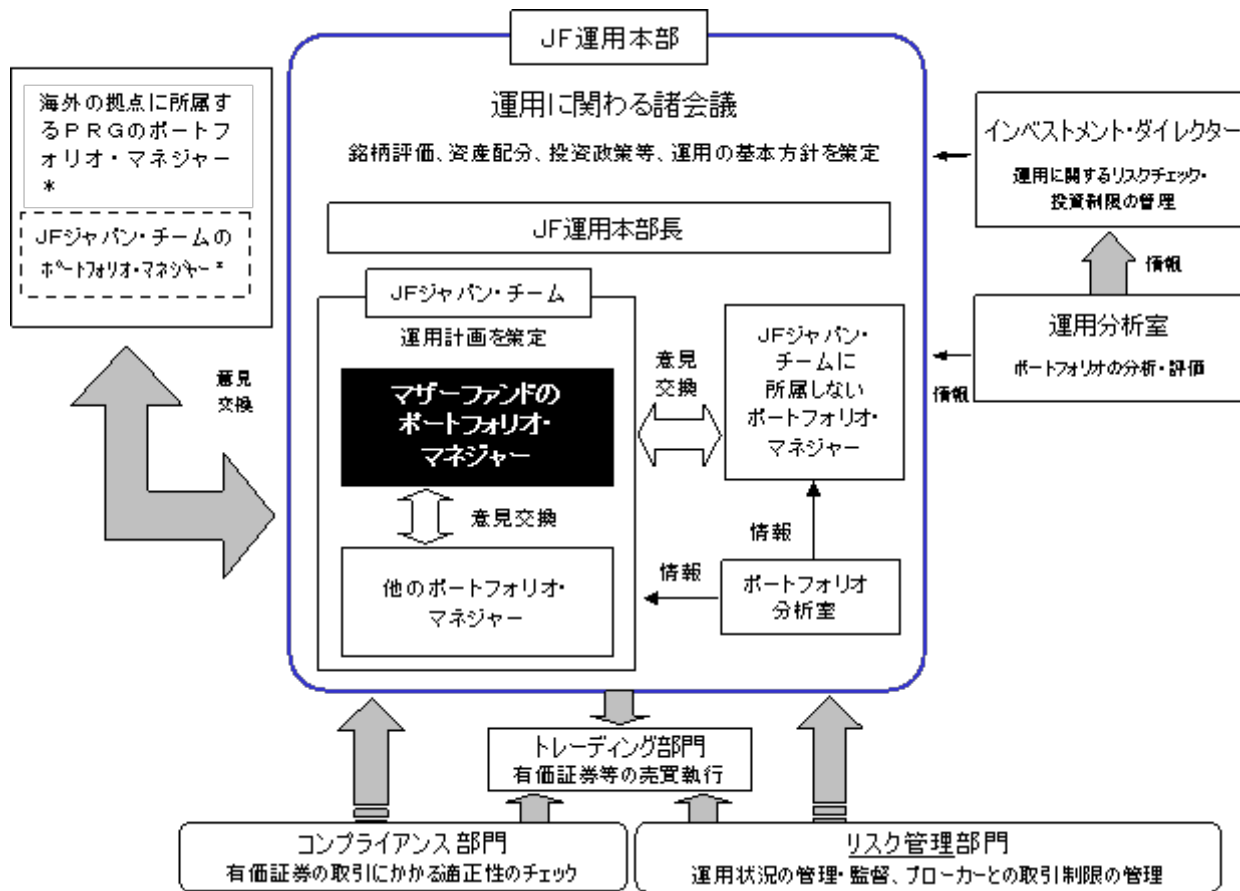 JF運用本部
運用に関わる諸会議
銘柄評価、資産配分、投資政策等、運用の基本方針を策定
JF運用本部長
海外の拠点に所属す
るPRGのポートフ
ォリオ・マネジャー
*
JFジャパン・チームの
ポートフォリオ・マネジャー*
意見
交換
JFジャパン・チーム
運用計画を策定
マザーファンドの
ポートフォリオ・
マネジャー
意見交換
他のポートフォリオ・
マネジャー
意見
交換
JFジャパン・
チームに
所属しない
ポートフォリオ・
マネジャー
情報
情報
ポートフォリオ
分析室
インベストメント・ダイレクター
運用に関するリスクチェック・
投資制限の管理
情報
運用分析室
ポートフォリオの分析・評価
情報
トレーディング部門
有価証券等の売買執行
コンプライアンス部門
有価証券の取引にかかる適正性のチェック
リスク管理部門
運用状況の管理・監督、ブローカーとの取引制限の管理